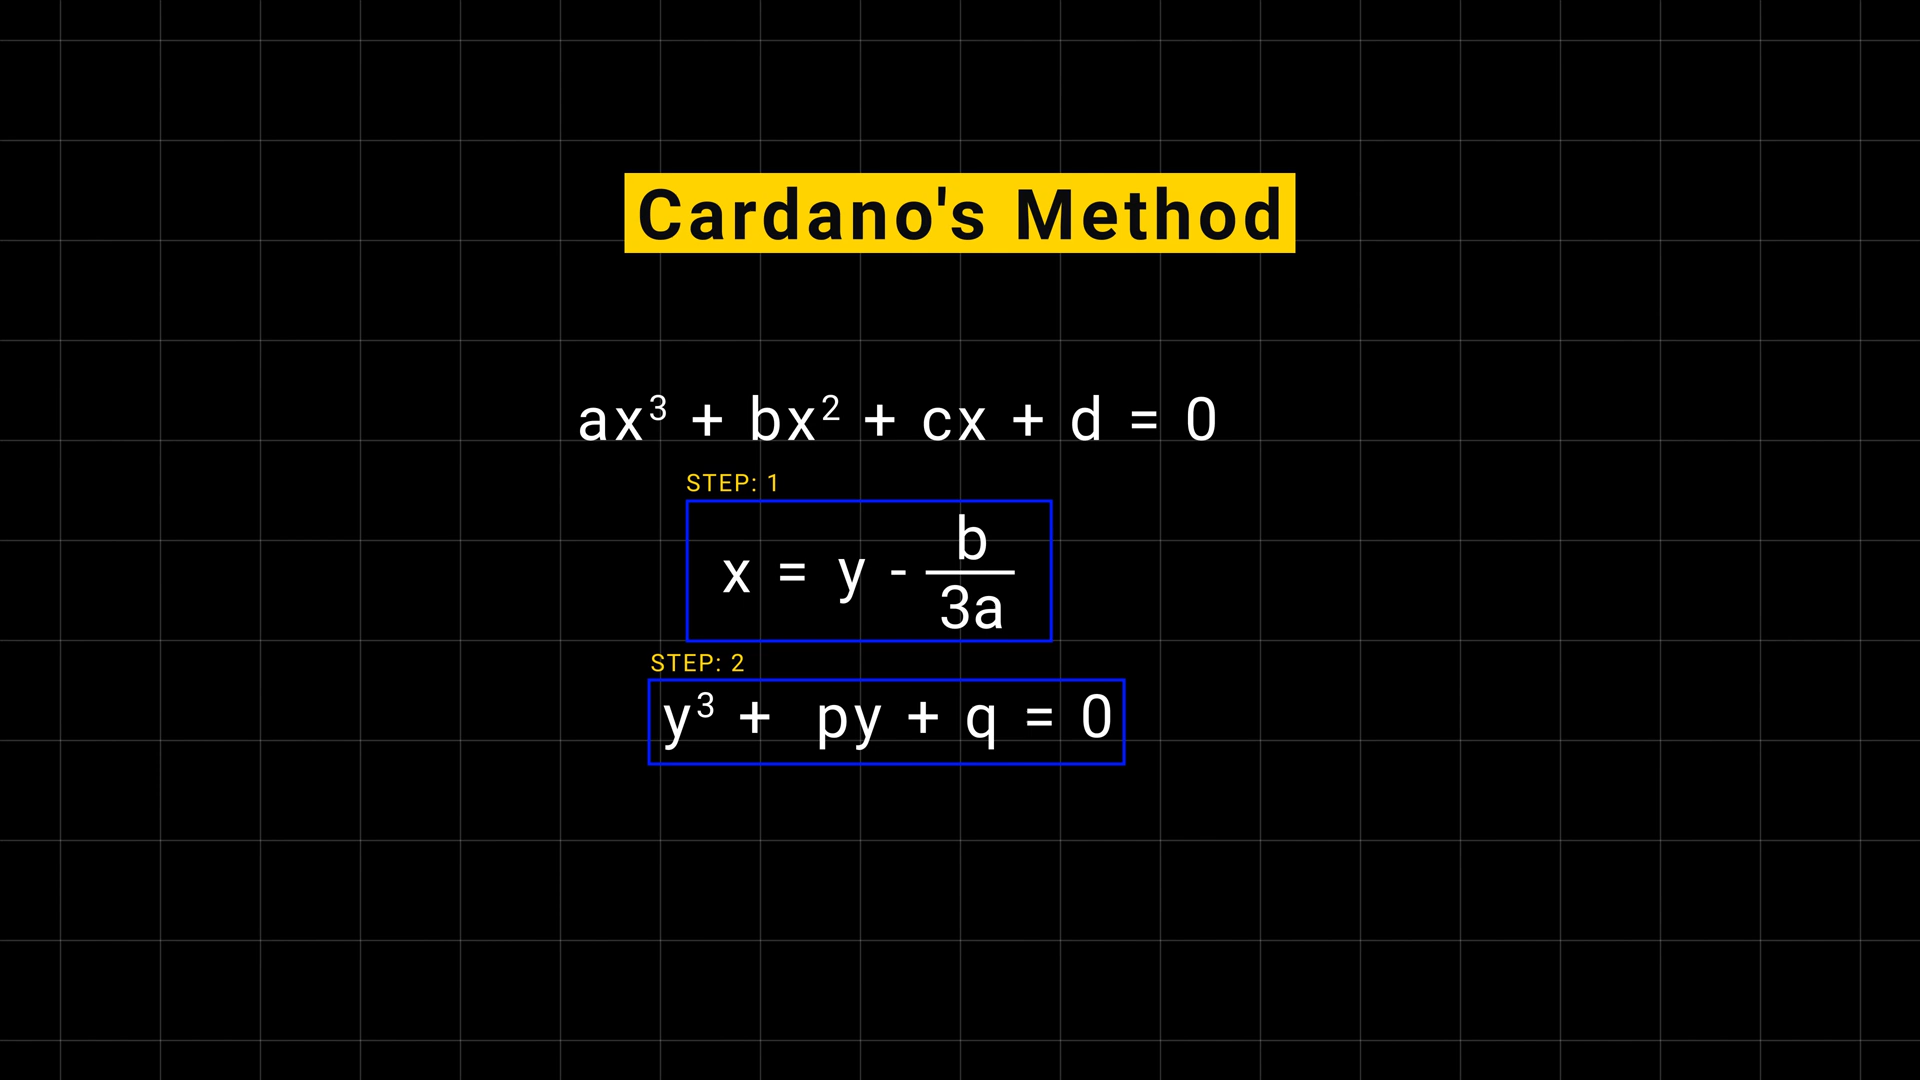 Cardano's Method
ax³ + bx² + cx + d = 0
STEP: 1
x = y - b/3a
STEP: 2
y³ + py + q = 0